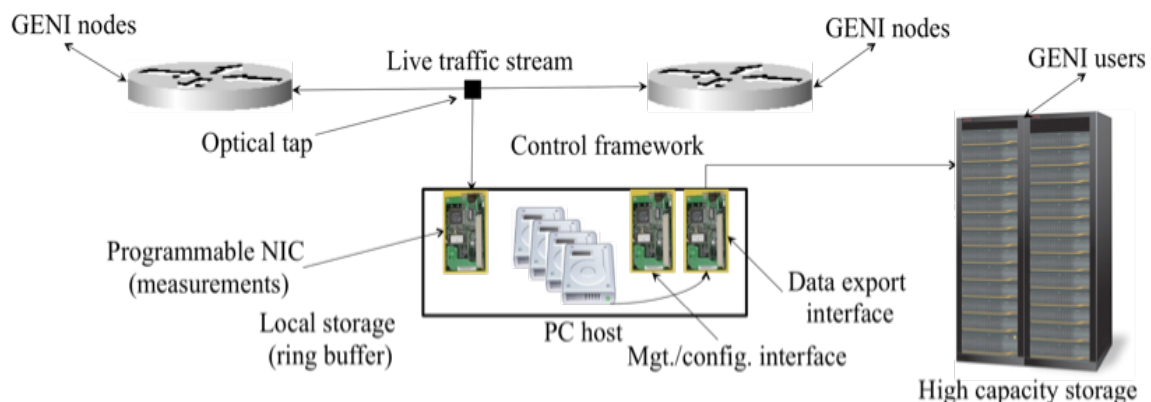 GENI nodes
GENI nodes
GENI users
Live traffic stream
Optical tap
Control framework
Programmable NIC
(measurements)
Local storage
(ring buffer)
PC host
Mgt./config. interface
Data export
interface
High capacity storage